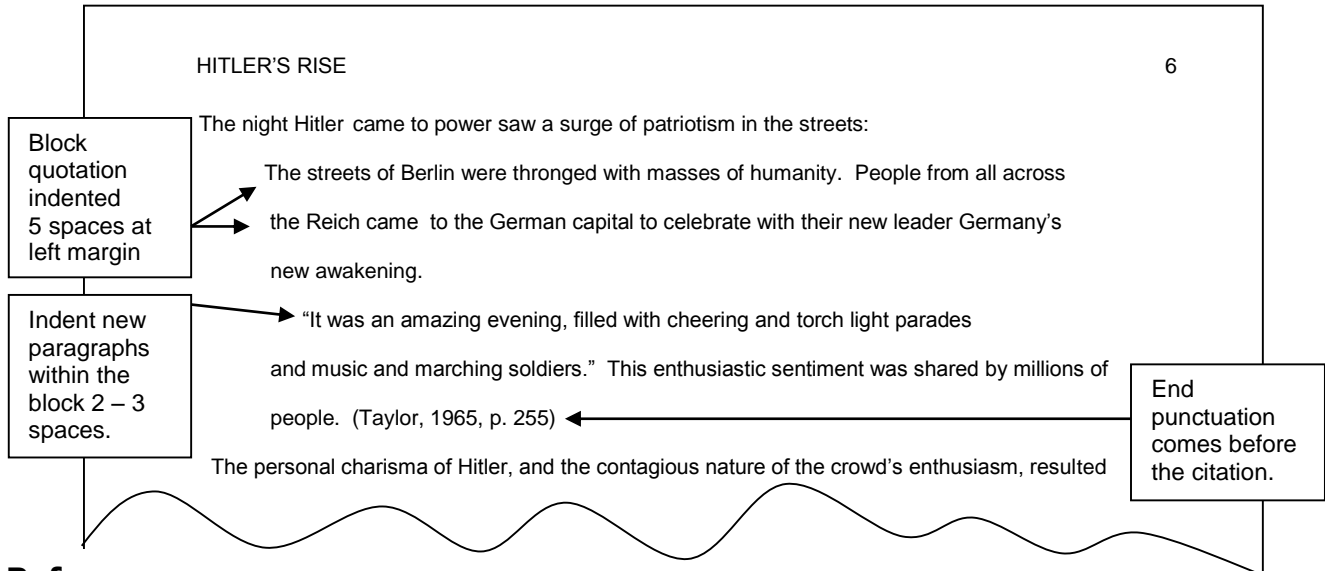 HITLER’S RISE 6
The night Hitler came to power saw a surge of patriotism in the streets:
Block
quotation
indented
5 spaces at
left margin
The streets of Berlin were thronged with masses of humanity.  People from all across
the Reich came  to the German capital to celebrate with their new leader Germany’s
new awakening.
Indent new
paragraphs
within the
block 2 – 3
spaces.
“It was an amazing evening, filled with cheering and torch light parades
and music and marching soldiers.”  This enthusiastic sentiment was shared by millions of
people.  (Taylor, 1965, p. 255)
End
punctuation
comes before
the citation.
The personal charisma of Hitler, and the contagious nature of the crowd’s enthusiasm, resulted